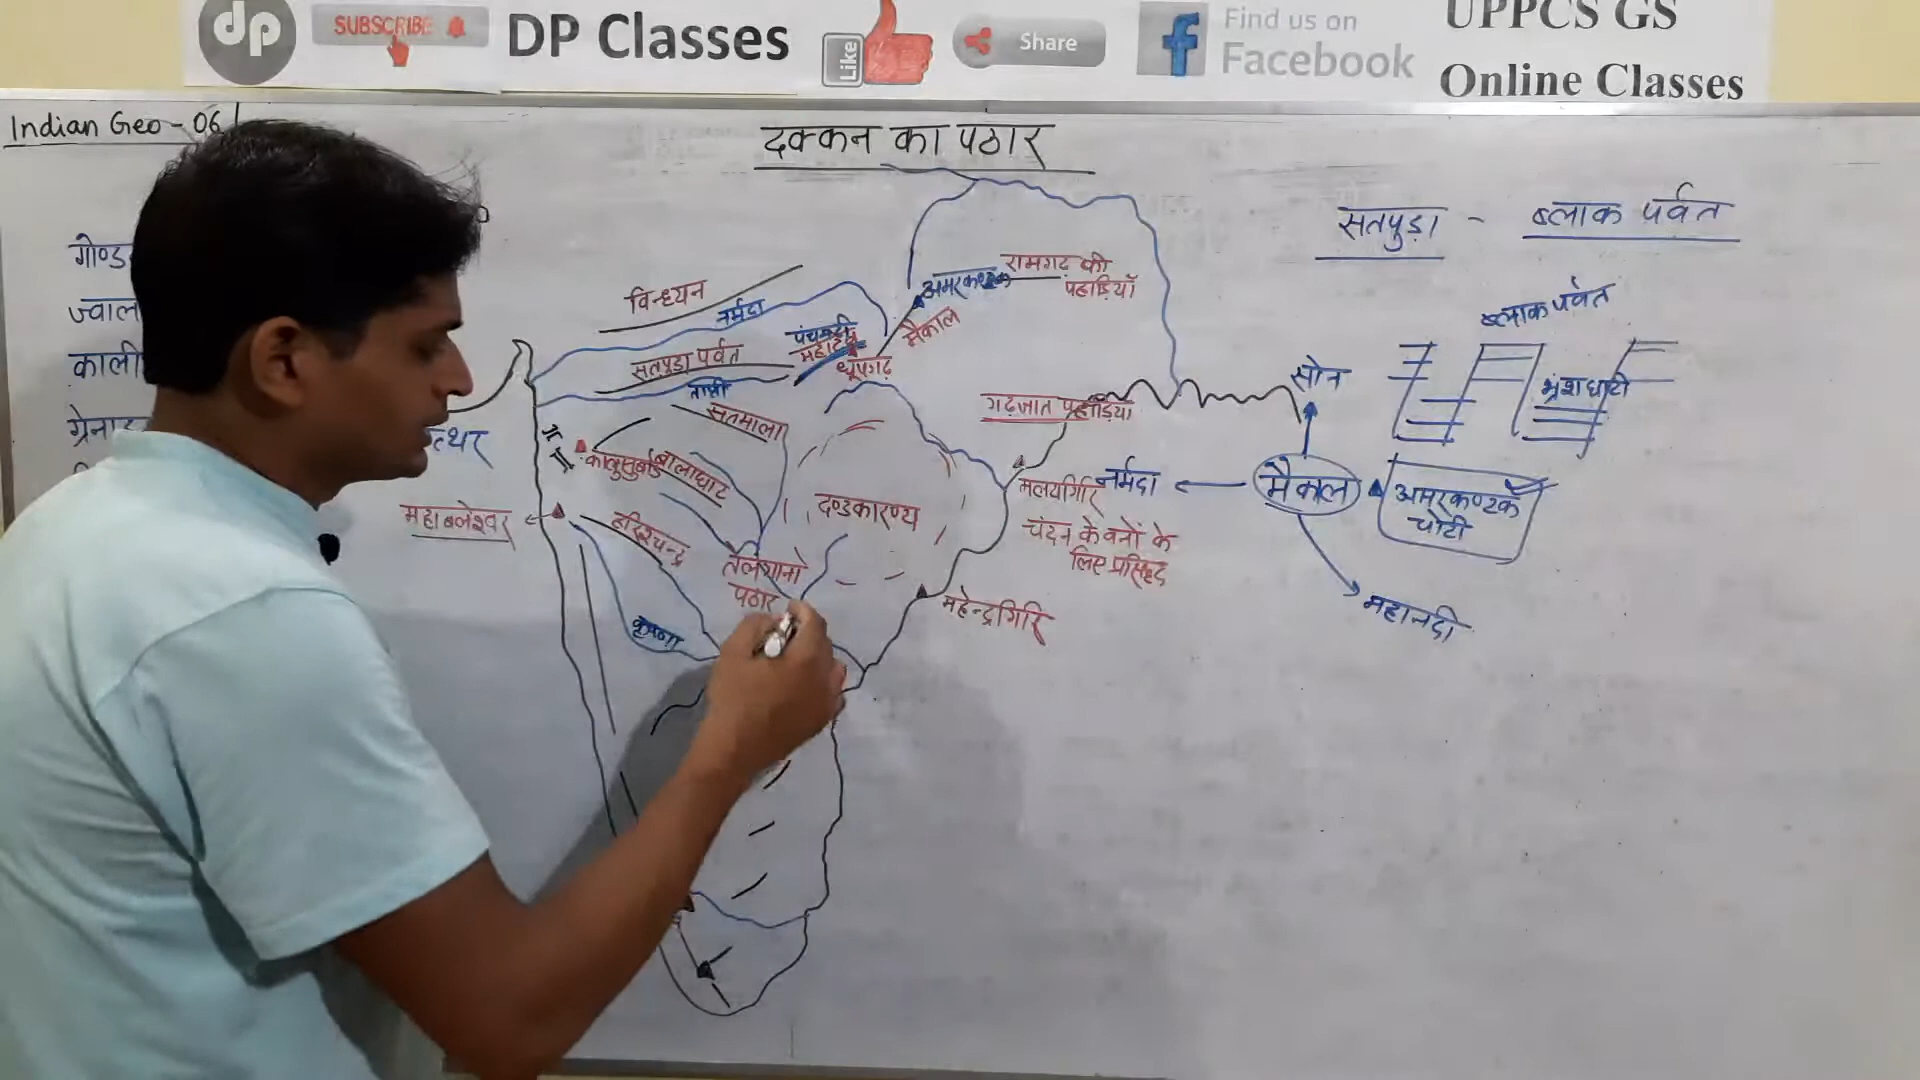 dp
SUBSCRIBE
DP Classes
Like
Share
Find us on
Facebook
UPPCS GS
Online Classes
Indian Geo - 06
दक्कन का पठार
गोण्ड
ज्वाल
काली
ग्रेना
त्थर
विन्ध्यन
नर्मदा
सतपुड़ा पर्वत
ताप्ती
पंचमढ़ी
महादेव
धूपगढ़
मैकाल
अमरकण्टक
रामगढ़ की
पहाड़ियाँ
सतमाला
बालाघाट
हरिश्चन्द्र
महाबलेश्वर
कृष्णा
तेलंगाना
पठार
दण्डकारण्य
गढ़जात पहाड़िया
मलयगिरि
चंदन के वनों के
लिए प्रसिद्ध
महेन्द्रगिरि
सतपुड़ा - ब्लाक पर्वत
ब्लाक पर्वत
भ्रंश घाटी
सोन
नर्मदा
मैकाल
अमरकण्टक
चोटी
महानदी